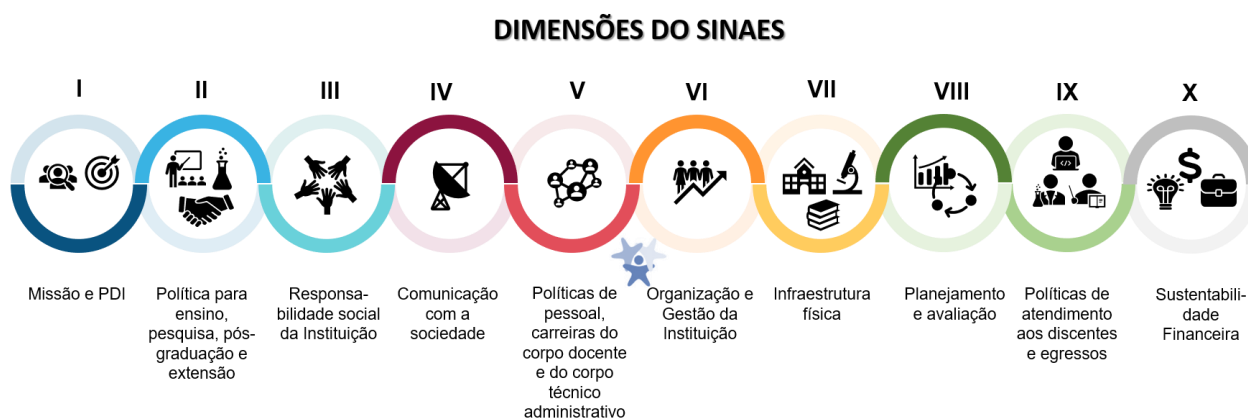 DIMENSÕES DO SINAES
I
II
III
IV
V
VI
VII
VIII
IX
X
Missão e PDI
Política para
ensino,
pesquisa, pós-
graduação e
extensão
Responsa-
bilidade social
da Instituição
Comunicação
com a
sociedade
Políticas de
pessoal,
carreiras do
corpo docente
e do corpo
técnico
administrativo
Organização e
Gestão da
Instituição
Infraestrutura
física
Planejamento
e avaliação
Políticas de
atendimento
aos discentes
e egressos
Sustentabili-
dade
Financeira